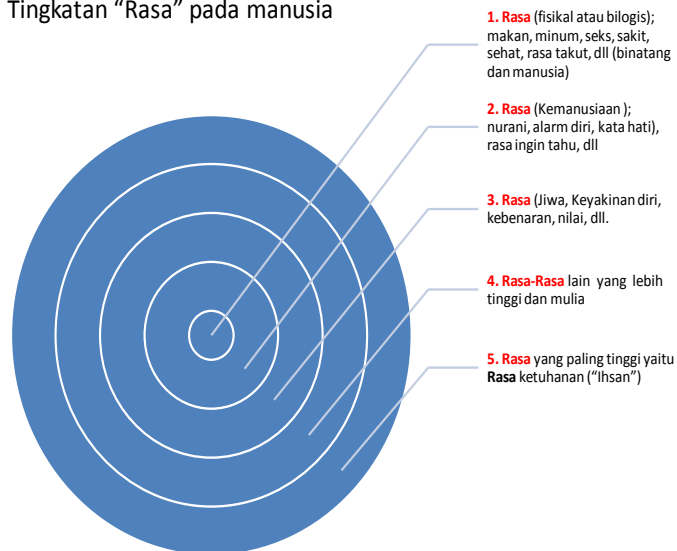 Tingkatan “Rasa” pada manusia
1. Rasa (fisikal atau bilogis);
makan, minum, seks, sakit,
sehat, rasa takut, dll (binatang
dan manusia)
2. Rasa (Kemanusiaan );
nurani, alarm diri, kata hati),
rasa ingin tahu, dll
3. Rasa (Jiwa, Keyakinan diri,
kebenaran, nilai, dll.
4. Rasa-Rasa lain yang lebih
tinggi dan mulia
5. Rasa yang paling tinggi yaitu
Rasa ketuhanan (“Ihsan”)